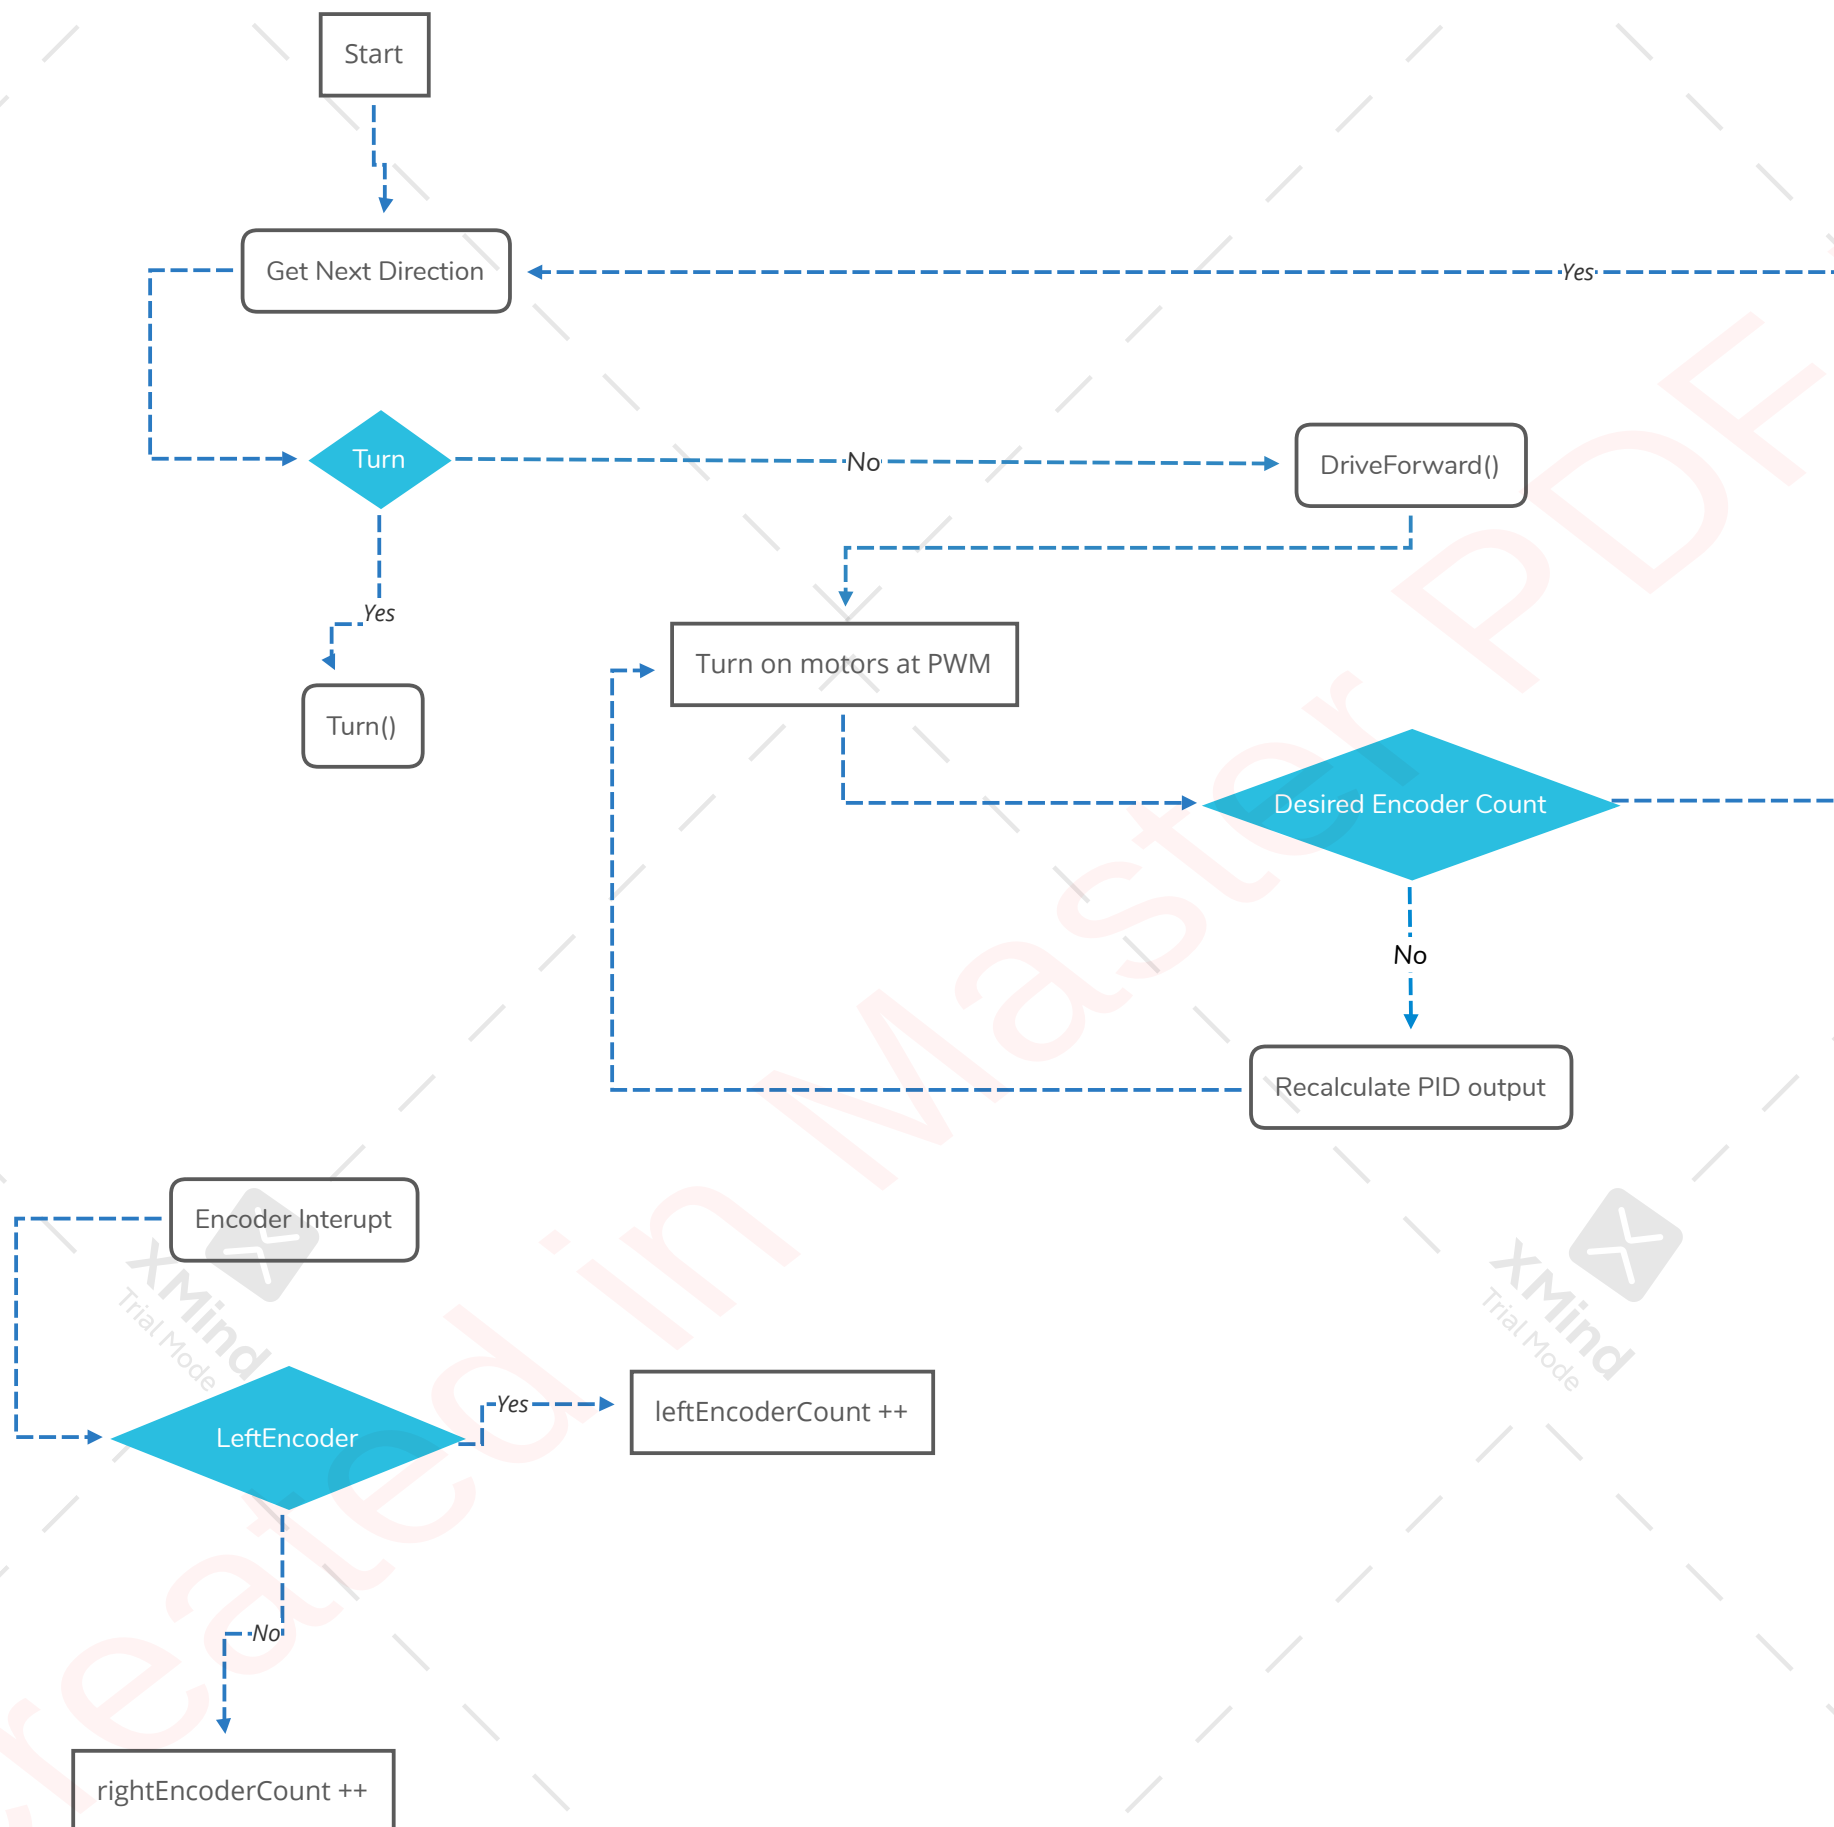 Start
Get Next Direction
Yes
Turn
No
DriveForward()
Yes
Turn on motors at PWM
Turn()
Desired Encoder Count
No
Recalculate PID output
Encoder Interupt
XMind
Trial Mode
XMind
Trial Mode
LeftEncoder
Yes
leftEncoderCount ++
No
rightEncoderCount ++
reated in Master PDF